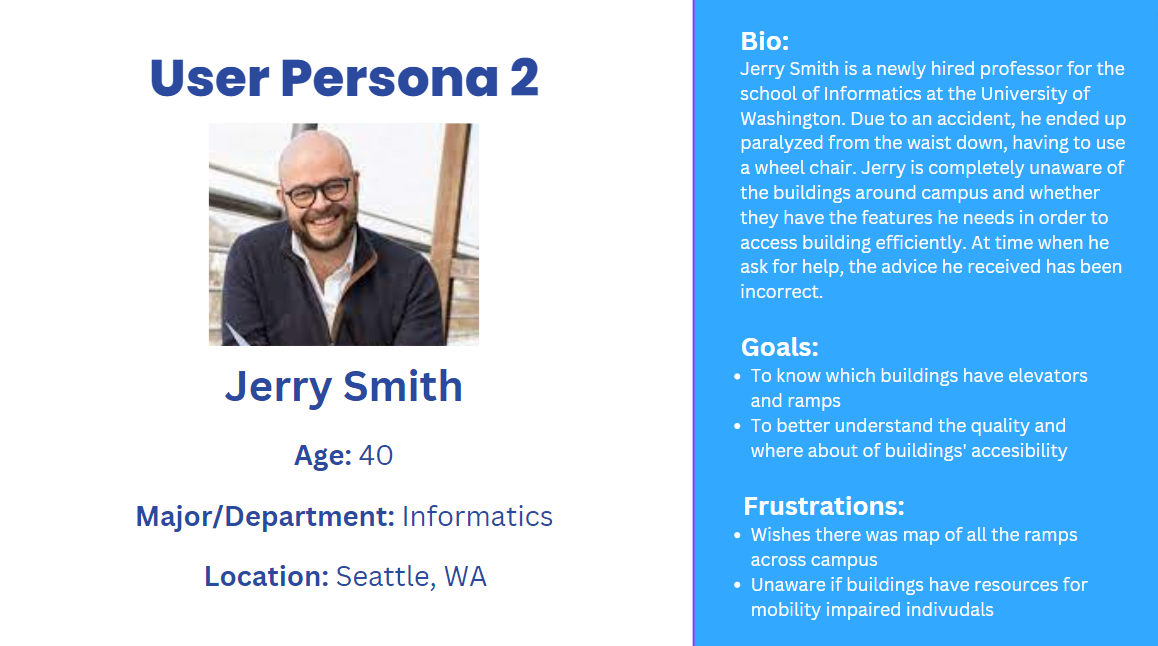 User Persona 2
Jerry Smith
Age: 40
Major/Department: Informatics
Location: Seattle, WA
Bio:
Jerry Smith is a newly hired professor for the
school of Informatics at the University of
Washington. Due to an accident, he ended up
paralyzed from the waist down, having to use
a wheel chair. Jerry is completely unaware of
the buildings around campus and whether
they have the features he needs in order to
access building efficiently. At time when he
ask for help, the advice he received has been
incorrect.
Goals:
• To know which buildings have elevators
and ramps
• To better understand the quality and
where about of buildings' accesibility
Frustrations:
• Wishes there was map of all the ramps
across campus
• Unaware if buildings have resources for
mobility impaired indivudals